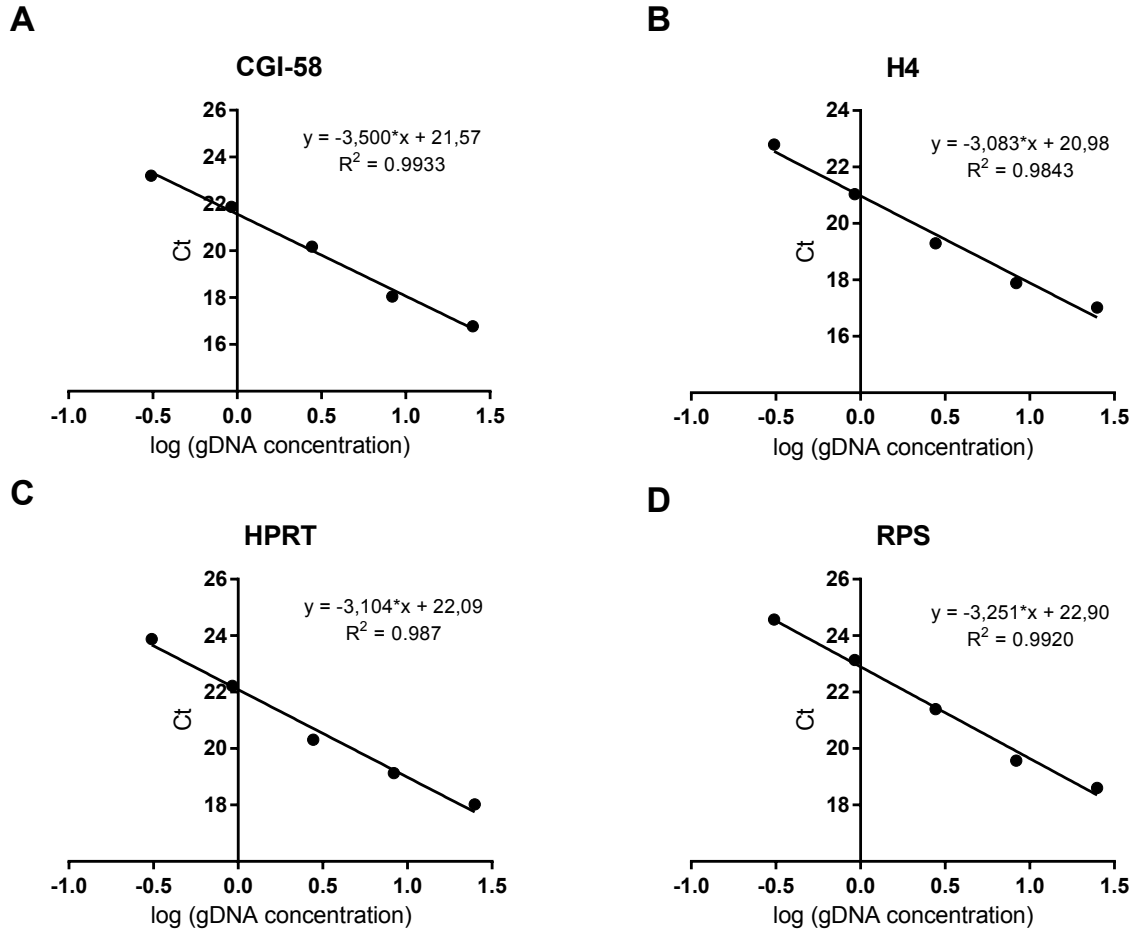 A
CGI-58
26
24
22
20
18
16
Ct
y = -3,500*x + 21,57
R² = 0.9933
-1.0 -0.5 0.0 0.5 1.0 1.5
log (gDNA concentration)
B
H4
24
22
20
18
16
Ct
y = -3,083*x + 20,98
R² = 0.9843
-1.0 -0.5 0.0 0.5 1.0 1.5
log (gDNA concentration)
C
HPRT
26
24
22
20
18
Ct
y = -3,104*x + 22,09
R² = 0.987
-1.0 -0.5 0.0 0.5 1.0 1.5
log (gDNA concentration)
D
RPS
26
24
22
20
18
Ct
y = -3,251*x + 22,90
R² = 0.9920
-1.0 -0.5 0.0 0.5 1.0 1.5
log (gDNA concentration)